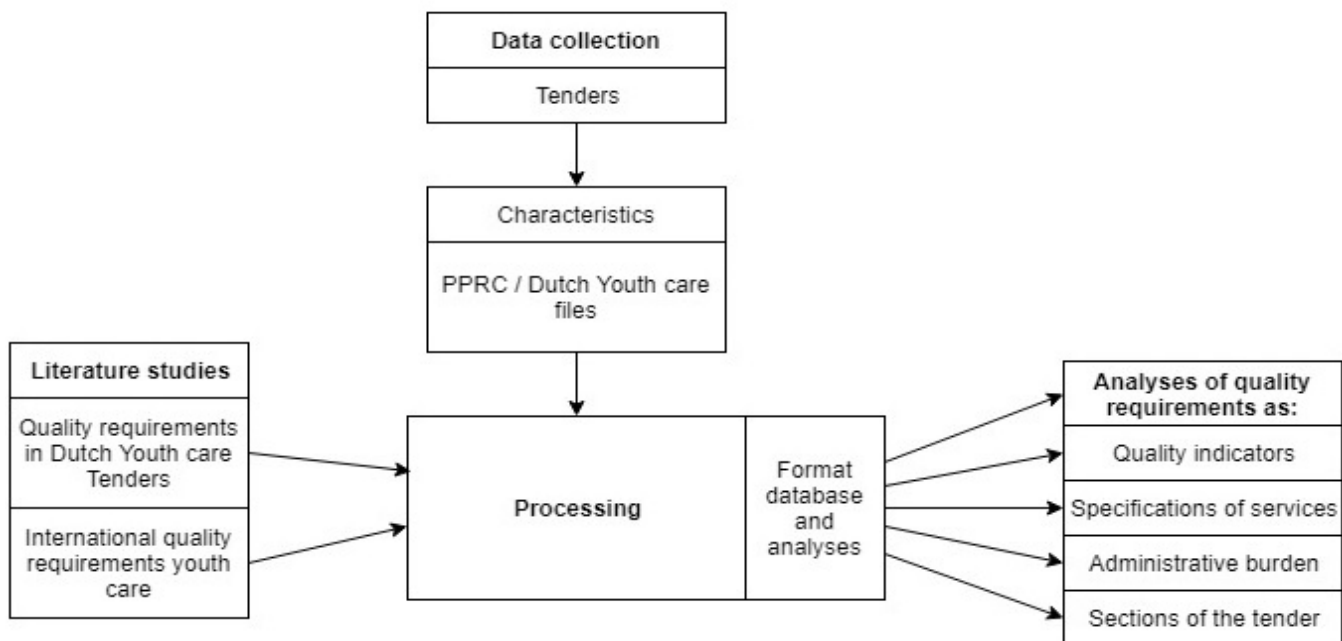 Data collection
Tenders
Characteristics
PPRC / Dutch Youth care
files
Literature studies
Quality requirements
in Dutch Youth care
Tenders
International quality
requirements youth
care
Processing
Format
database
and
analyses
Analyses of quality
requirements as:
Quality indicators
Specifications of services
Administrative burden
Sections of the tender